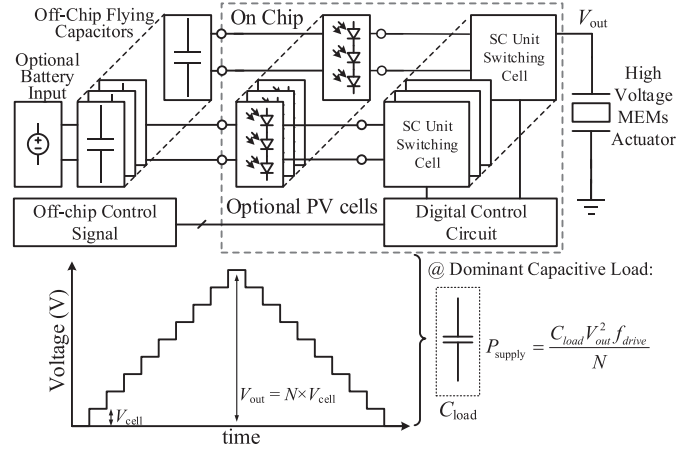 Off-Chip Flying
Capacitors
On Chip
V_out
Optional
Battery
Input
SC Unit
Switching
Cell
High
Voltage
MEMs
Actuator
SC Unit
Switching
Cell
Optional PV cells
Off-chip Control
Signal
Digital Control
Circuit
@ Dominant Capacitive Load:
Voltage (V)
V_out = N×V_cell
V_cell
time
C_load
P_supply = C_load V_out^2 f_drive / N